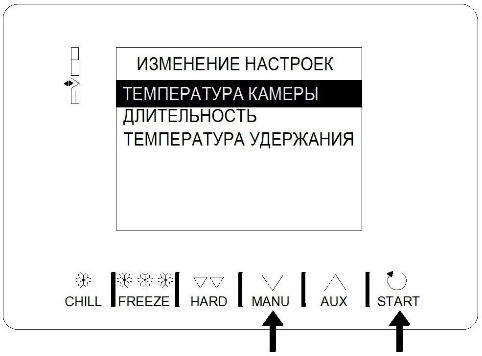 ИЗМЕНЕНИЕ НАСТРОЕК
ТЕМПЕРАТУРА КАМЕРЫ
ДЛИТЕЛЬНОСТЬ
ТЕМПЕРАТУРА УДЕРЖАНИЯ
CHILL FREEZE HARD MANU AUX START